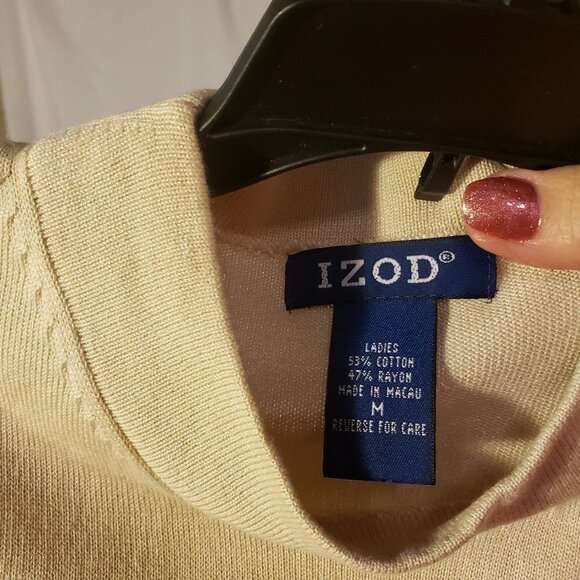 IZOD®
LADIES
53% COTTON
47% RAYON
MADE IN MACAU
M
REVERSE FOR CARE